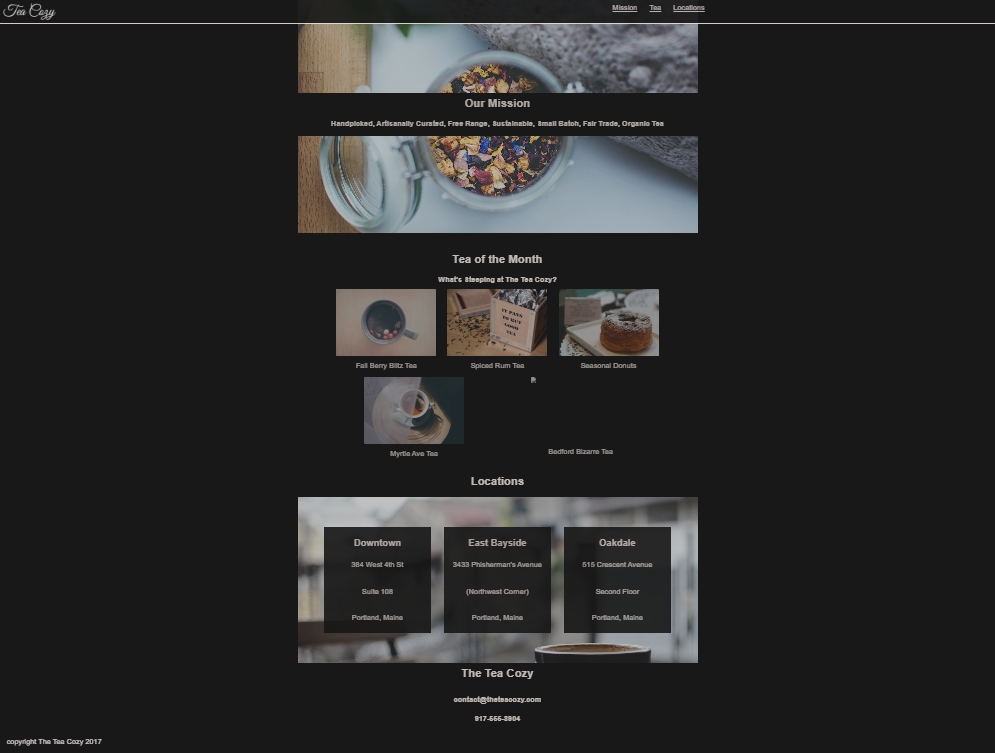 Tea Cozy
Mission Tea Locations
Our Mission
Handpicked, Artisanally Curated, Free Range, Sustainable, Small Batch, Fair Trade, Organic Tea
Tea of the Month
What's Steeping at The Tea Cozy?
IT PAYS
TO BUY
GOOD
TEA
Fall Berry Blitz Tea
Spiced Rum Tea
Seasonal Donuts
Myrtle Ave Tea
Bedford Bizarre Tea
Locations
Downtown
384 West 4th St
Suite 108
Portland, Maine
East Bayside
3433 Phisherman's Avenue
(Northwest Corner)
Portland, Maine
Oakdale
515 Crescent Avenue
Second Floor
Portland, Maine
The Tea Cozy
contact@theteacozy.com
917-555-8904
copyright The Tea Cozy 2017